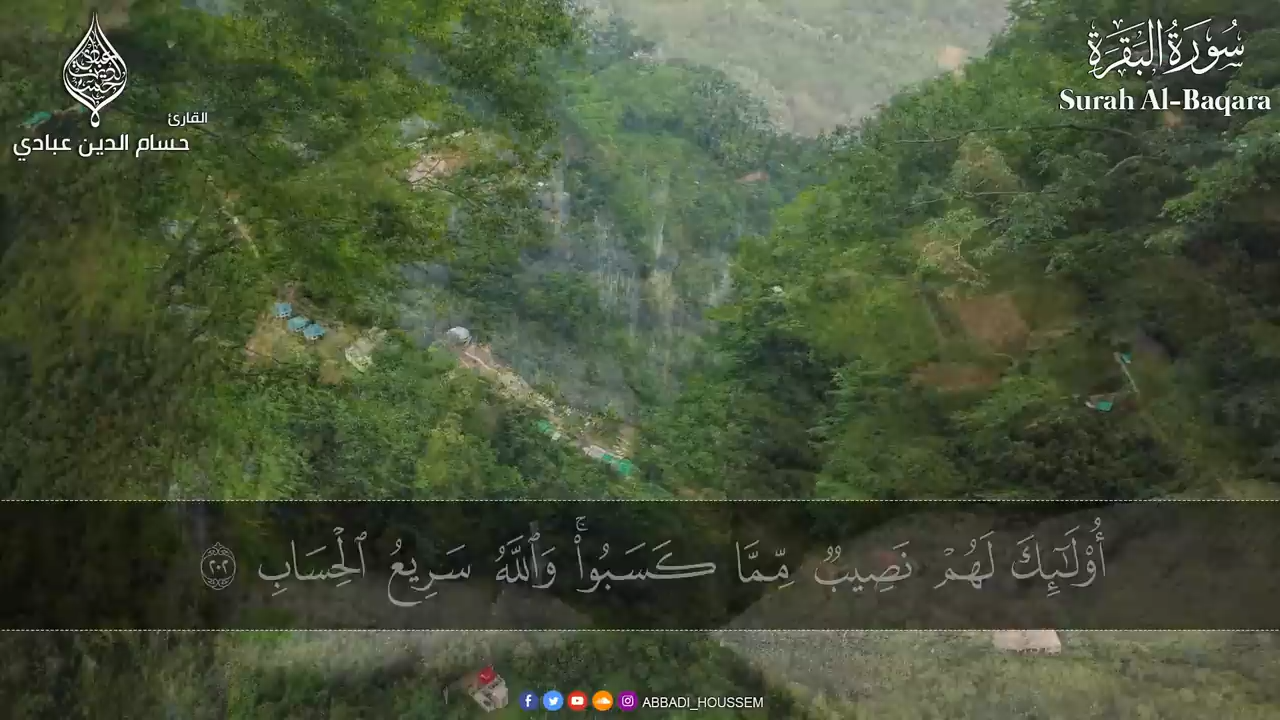 سُورَةُ البَقَرَةِ
Surah Al-Baqara
القارئ
حسام الدين عبادي
أُوْلَٰٓئِكَ لَهُمْ نَصِيبٌ مِّمَّا كَسَبُواْۚ وَٱللَّهُ سَرِيعُ ٱلْحِسَابِ ٢٠٢
ABBADI_HOUSSEM